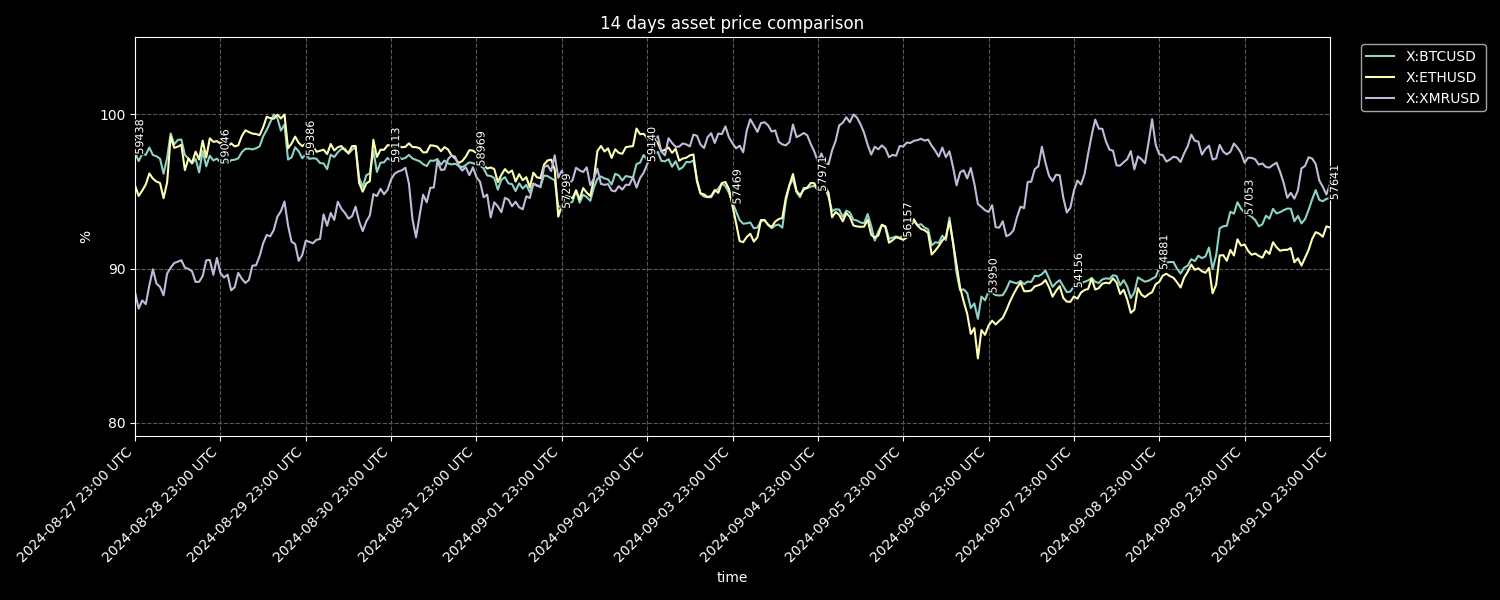 14 days asset price comparison
X:BTCUSD
X:ETHUSD
X:XMRUSD
%
100
90
80
59438
59046
59386
59113
58969
57299
59140
57469
57971
56157
53950
54156
54881
57053
57641
2024-08-27 23:00 UTC
2024-08-28 23:00 UTC
2024-08-29 23:00 UTC
2024-08-30 23:00 UTC
2024-08-31 23:00 UTC
2024-09-01 23:00 UTC
2024-09-02 23:00 UTC
2024-09-03 23:00 UTC
2024-09-04 23:00 UTC
2024-09-05 23:00 UTC
2024-09-06 23:00 UTC
2024-09-07 23:00 UTC
2024-09-08 23:00 UTC
2024-09-09 23:00 UTC
2024-09-10 23:00 UTC
time